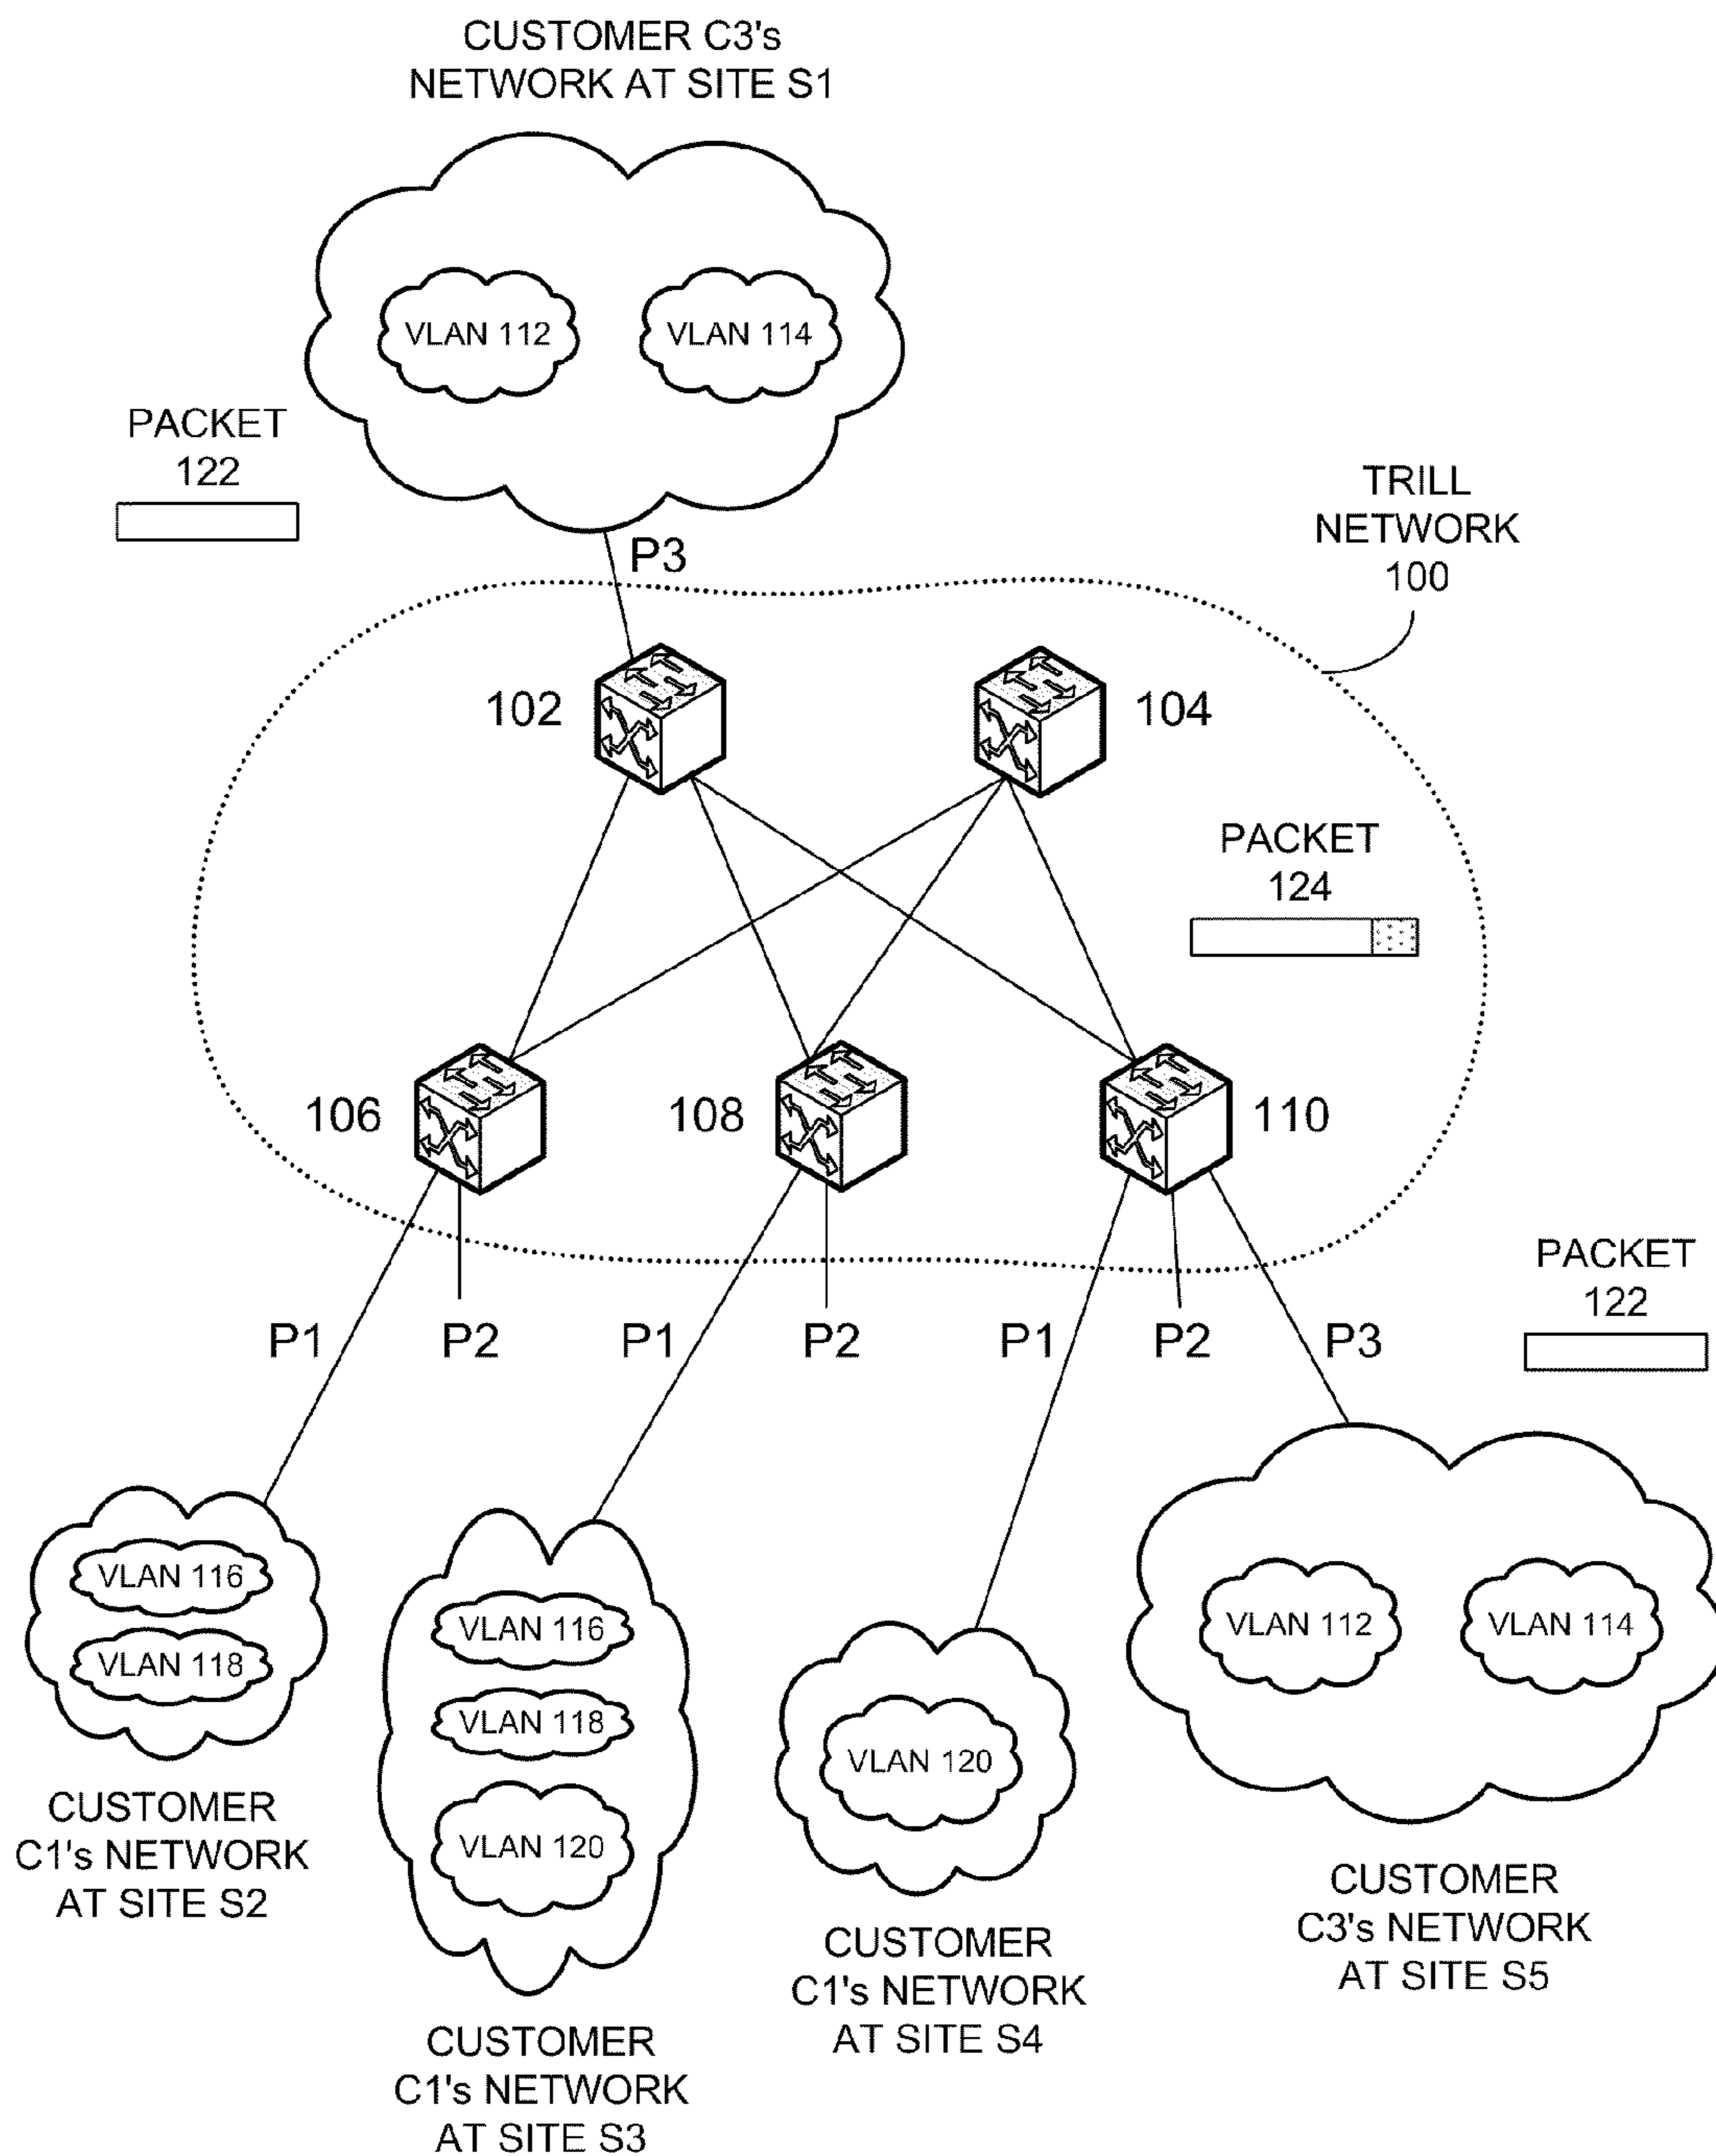 CUSTOMER C3's
NETWORK AT SITE S1
VLAN 112
VLAN 114
PACKET
122
TRILL
NETWORK
100
P3
102
104
PACKET
124
106
108
110
PACKET
122
P1
P2
P1
P2
P1
P2
P3
VLAN 116
VLAN 118
CUSTOMER
C1's NETWORK
AT SITE S2
VLAN 116
VLAN 118
VLAN 120
CUSTOMER
C1's NETWORK
AT SITE S3
VLAN 120
CUSTOMER
C1's NETWORK
AT SITE S4
VLAN 112
VLAN 114
CUSTOMER
C3's NETWORK
AT SITE S5